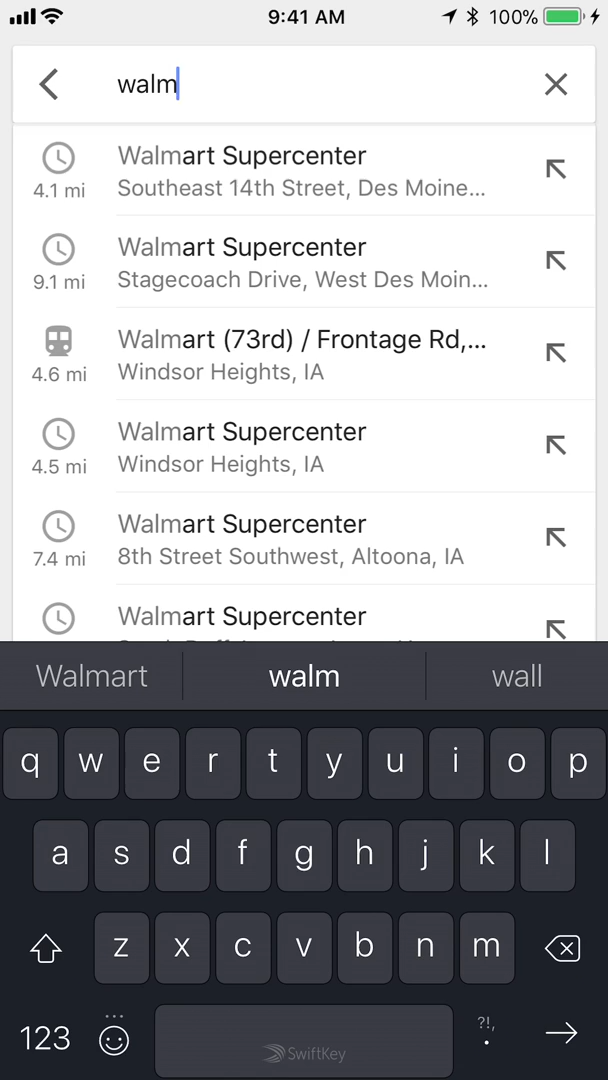 9:41 AM 100%
walm
Walmart Supercenter
4.1 mi Southeast 14th Street, Des Moine...
Walmart Supercenter
9.1 mi Stagecoach Drive, West Des Moin...
Walmart (73rd) / Frontage Rd,...
4.6 mi Windsor Heights, IA
Walmart Supercenter
4.5 mi Windsor Heights, IA
Walmart Supercenter
7.4 mi 8th Street Southwest, Altoona, IA
Walmart Supercenter
Walmart walm wall
q w e r t y u i o p
a s d f g h j k l
z x c v b n m
123 ?!, .
SwiftKey